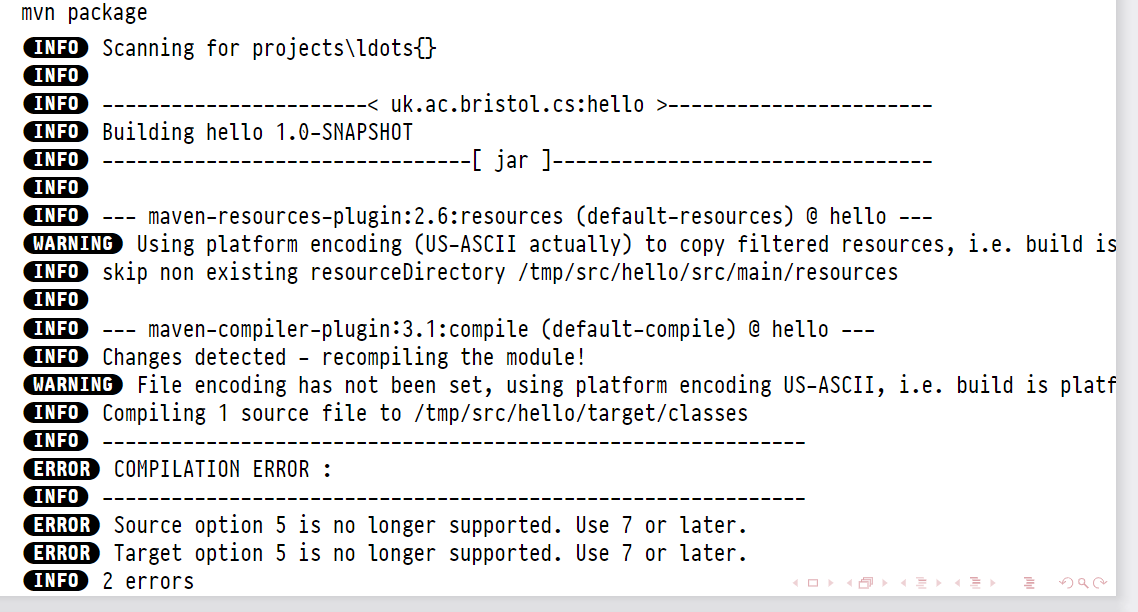 mvn package
INFO Scanning for projects\ldots{}
INFO
INFO -----------------------< uk.ac.bristol.cs:hello >-----------------------
INFO Building hello 1.0-SNAPSHOT
INFO --------------------------------[ jar ]---------------------------------
INFO
INFO --- maven-resources-plugin:2.6:resources (default-resources) @ hello ---
WARNING Using platform encoding (US-ASCII actually) to copy filtered resources, i.e. build is
INFO skip non existing resourceDirectory /tmp/src/hello/src/main/resources
INFO
INFO --- maven-compiler-plugin:3.1:compile (default-compile) @ hello ---
INFO Changes detected - recompiling the module!
WARNING File encoding has not been set, using platform encoding US-ASCII, i.e. build is platf
INFO Compiling 1 source file to /tmp/src/hello/target/classes
INFO -------------------------------------------------------------
ERROR COMPILATION ERROR :
INFO -------------------------------------------------------------
ERROR Source option 5 is no longer supported. Use 7 or later.
ERROR Target option 5 is no longer supported. Use 7 or later.
INFO 2 errors